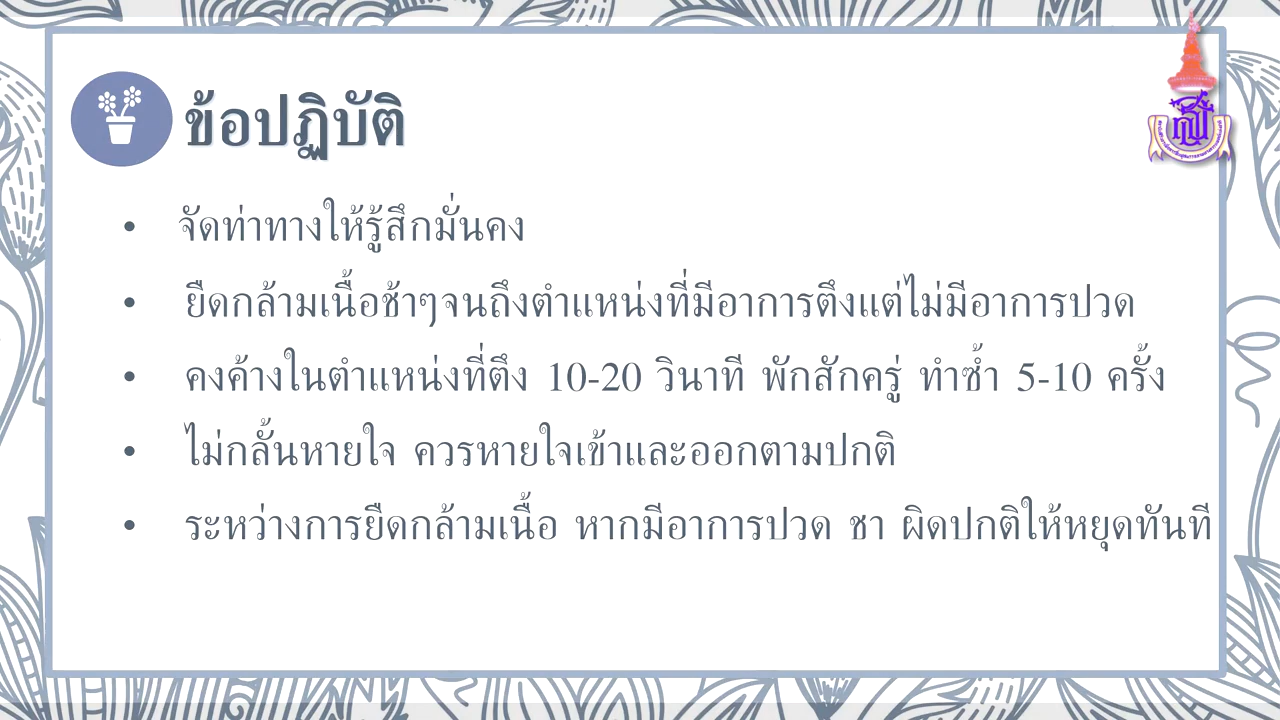 ข้อปฏิบัติ
• จัดท่าทางให้รู้สึกมั่นคง
• ยืดกล้ามเนื้อช้าๆจนถึงตำแหน่งที่มีอาการตึงแต่ไม่มีอาการปวด
• คงค้างในตำแหน่งที่ตึง 10-20 วินาที พักสักครู่ ทำซ้ำ 5-10 ครั้ง
• ไม่กลั้นหายใจ ควรหายใจเข้าและออกตามปกติ
• ระหว่างการยืดกล้ามเนื้อ หากมีอาการปวด ชา ผิดปกติให้หยุดทันที